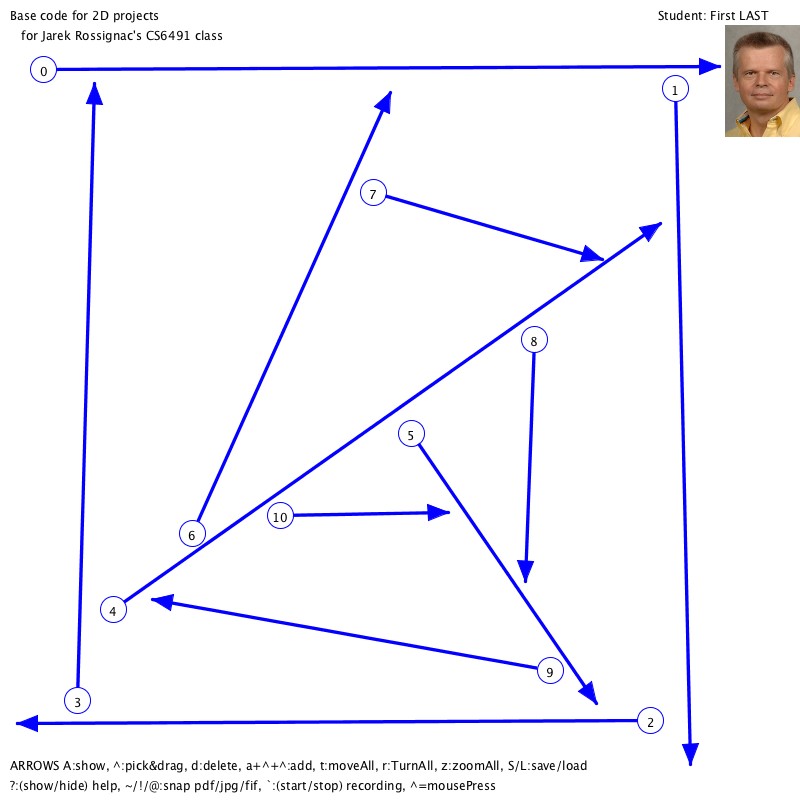 Base code for 2D projects
Student: First LAST
for Jarek Rossignac's CS6491 class
0
1
7
8
5
10
6
4
9
3
2
ARROWS A:show, ^:pick&drag, d:delete, a+^+^:add, t:moveAll, r:TurnAll, z:zoomAll, S/L:save/load
?:(show/hide) help, ~/!/@:snap pdf/jpg/fif, `:(start/stop) recording, ^=mousePress